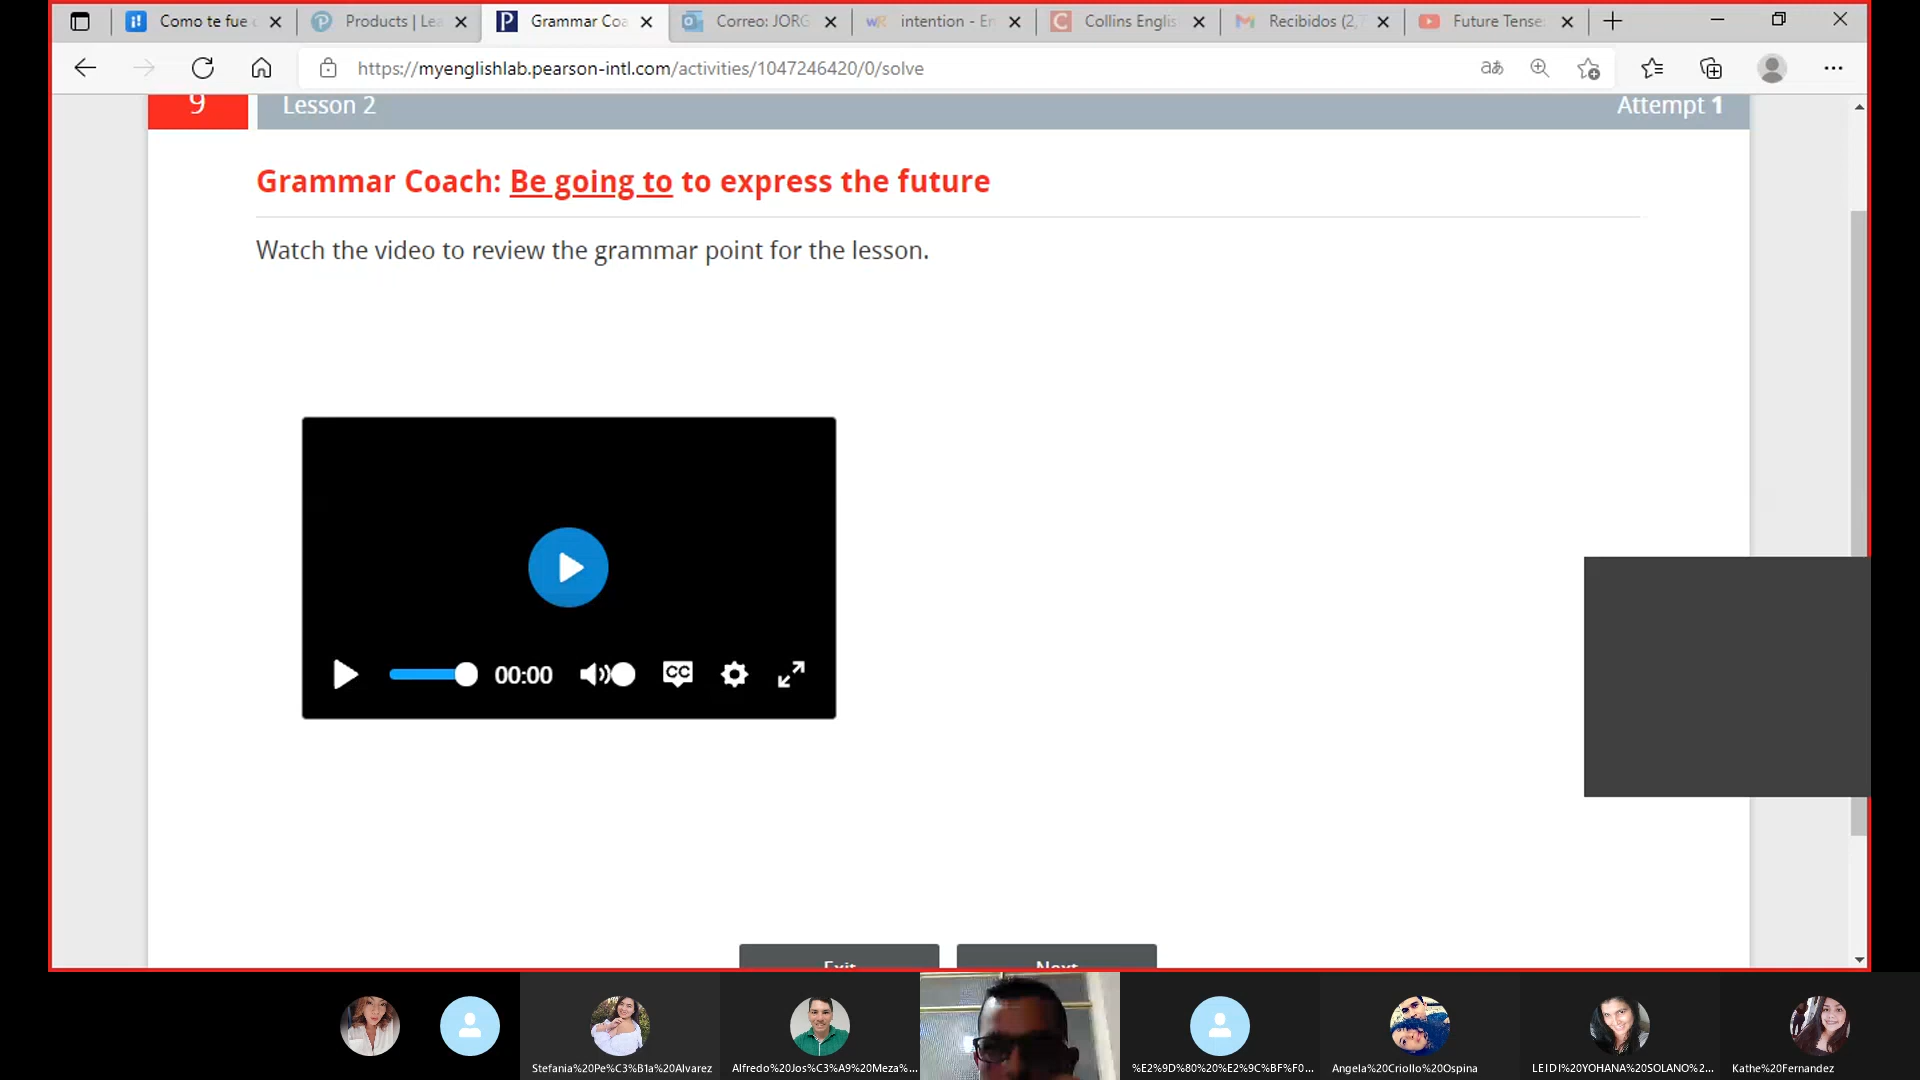 Como te fue
Products | Lea
Grammar Coa
Correo: JORG
intention - En
Collins Englis
Recibidos (2,7
Future Tense
https://myenglishlab.pearson-intl.com/activities/1047246420/0/solve
9
Lesson 2
Attempt 1
Grammar Coach: Be going to to express the future
Watch the video to review the grammar point for the lesson.
00:00
CC
Exit
Next
Stefania%20Pe%C3%B1a%20Alvarez
Alfredo%20Jos%C3%A9%20Meza%...
%E2%9D%80%20%E2%9C%BF%F0...
Angela%20Criollo%20Ospina
LEIDI%20YOHANA%20SOLANO%2...
Kathe%20Fernandez